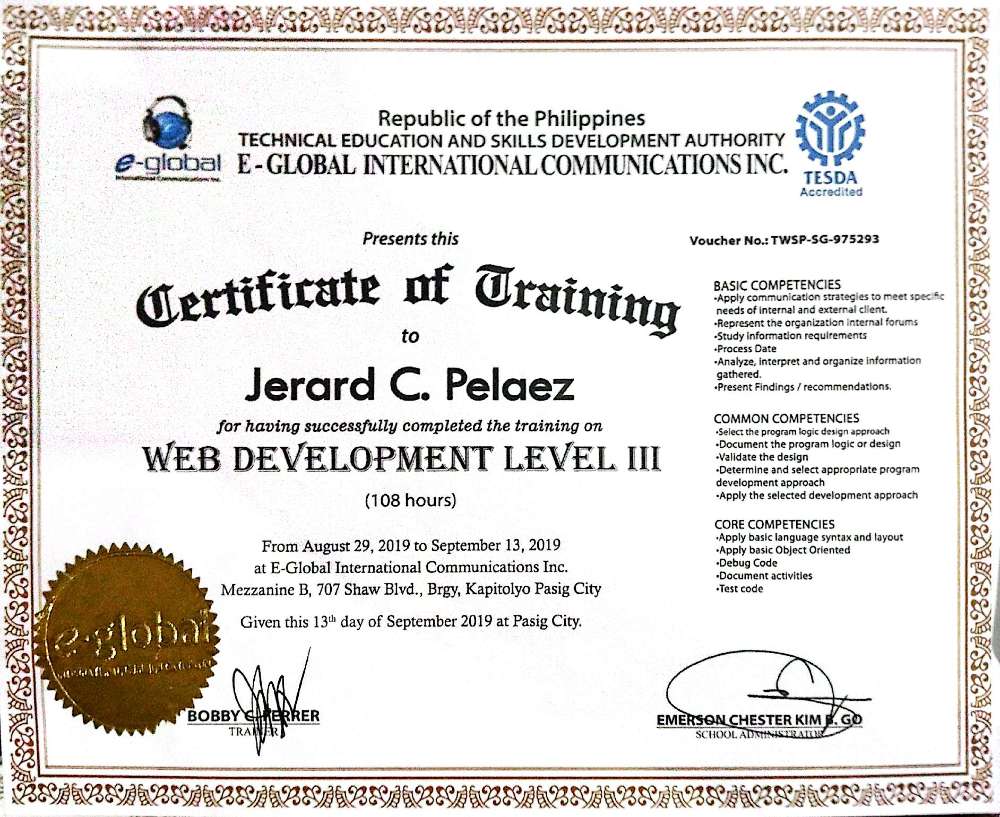 Republic of the Philippines
TECHNICAL EDUCATION AND SKILLS DEVELOPMENT AUTHORITY
E-GLOBAL INTERNATIONAL COMMUNICATIONS INC.
e-global
International Communications Inc.
TESDA
Accredited
Presents this
Voucher No.: TWSP-SG-975293
Certificate of Training
to
Jerard C. Pelaez
for having successfully completed the training on
WEB DEVELOPMENT LEVEL III
(108 hours)
From August 29, 2019 to September 13, 2019
at E-Global International Communications Inc.
Mezzanine B, 707 Shaw Blvd., Brgy, Kapitolyo Pasig City
Given this 13th day of September 2019 at Pasig City.
BASIC COMPETENCIES
•Apply communication strategies to meet specific
needs of internal and external client.
•Represent the organization internal forums
•Study information requirements
•Process Date
•Analyze, interpret and organize information
gathered.
•Present Findings / recommendations.
COMMON COMPETENCIES
•Select the program logic design approach
•Document the program logic or design
•Validate the design
•Determine and select appropriate program
development approach
•Apply the selected development approach
CORE COMPETENCIES
•Apply basic language syntax and layout
•Apply basic Object Oriented
•Debug Code
•Document activities
•Test code
e-global
BOBBY C. FERRER
TRAINER
EMERSON CHESTER KIM B. GO
SCHOOL ADMINISTRATOR